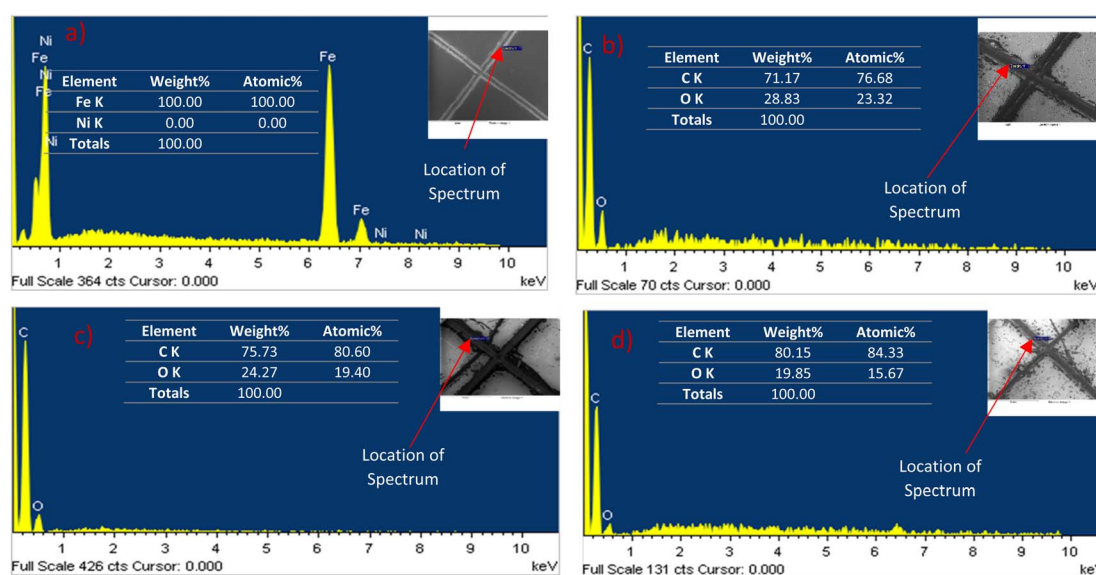 a)
Ni
Fe
Ni
Fe
Ni
Element Weight% Atomic%
Fe K 100.00 100.00
Ni K 0.00 0.00
Totals 100.00
Fe
Fe
Ni
Ni
Location of
Spectrum
1 2 3 4 5 6 7 8 9 10
Full Scale 364 cts Cursor: 0.000 keV
b)
C
O
Element Weight% Atomic%
C K 71.17 76.68
O K 28.83 23.32
Totals 100.00
Location of
Spectrum
1 2 3 4 5 6 7 8 9 10
Full Scale 70 cts Cursor: 0.000 keV
c)
C
O
Element Weight% Atomic%
C K 75.73 80.60
O K 24.27 19.40
Totals 100.00
Location of
Spectrum
1 2 3 4 5 6 7 8 9 10
Full Scale 426 cts Cursor: 0.000 keV
d)
C
O
Element Weight% Atomic%
C K 80.15 84.33
O K 19.85 15.67
Totals 100.00
Location of
Spectrum
1 2 3 4 5 6 7 8 9 10
Full Scale 131 cts Cursor: 0.000 keV